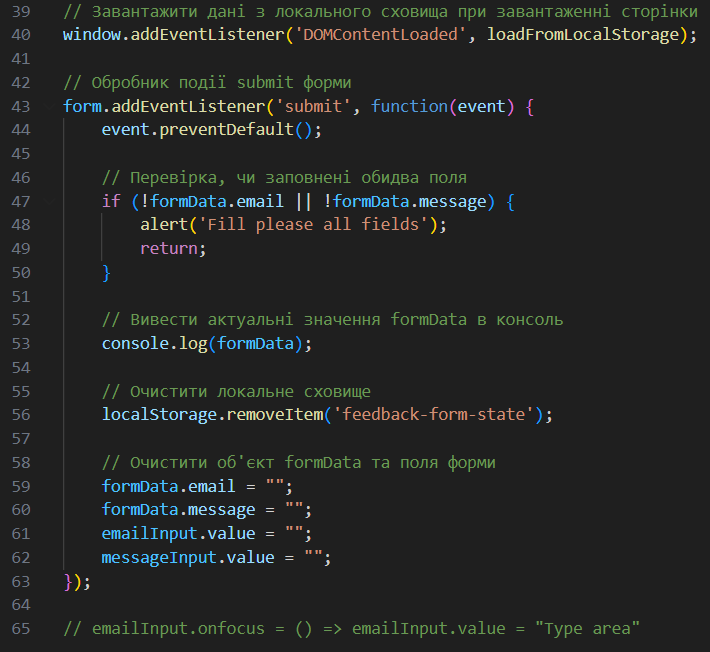 39 // Завантажити дані з локального сховища при завантаженні сторінки
40 window.addEventListener('DOMContentLoaded', loadFromLocalStorage);
41
42 // Обробник події submit форми
43 form.addEventListener('submit', function(event) {
44     event.preventDefault();
45
46     // Перевірка, чи заповнені обидва поля
47     if (!formData.email || !formData.message) {
48         alert('Fill please all fields');
49         return;
50     }
51
52     // Вивести актуальні значення formData в консоль
53     console.log(formData);
54
55     // Очистити локальне сховище
56     localStorage.removeItem('feedback-form-state');
57
58     // Очистити об'єкт formData та поля форми
59     formData.email = "";
60     formData.message = "";
61     emailInput.value = "";
62     messageInput.value = "";
63 });
64
65 // emailInput.onfocus = () => emailInput.value = "Type area"